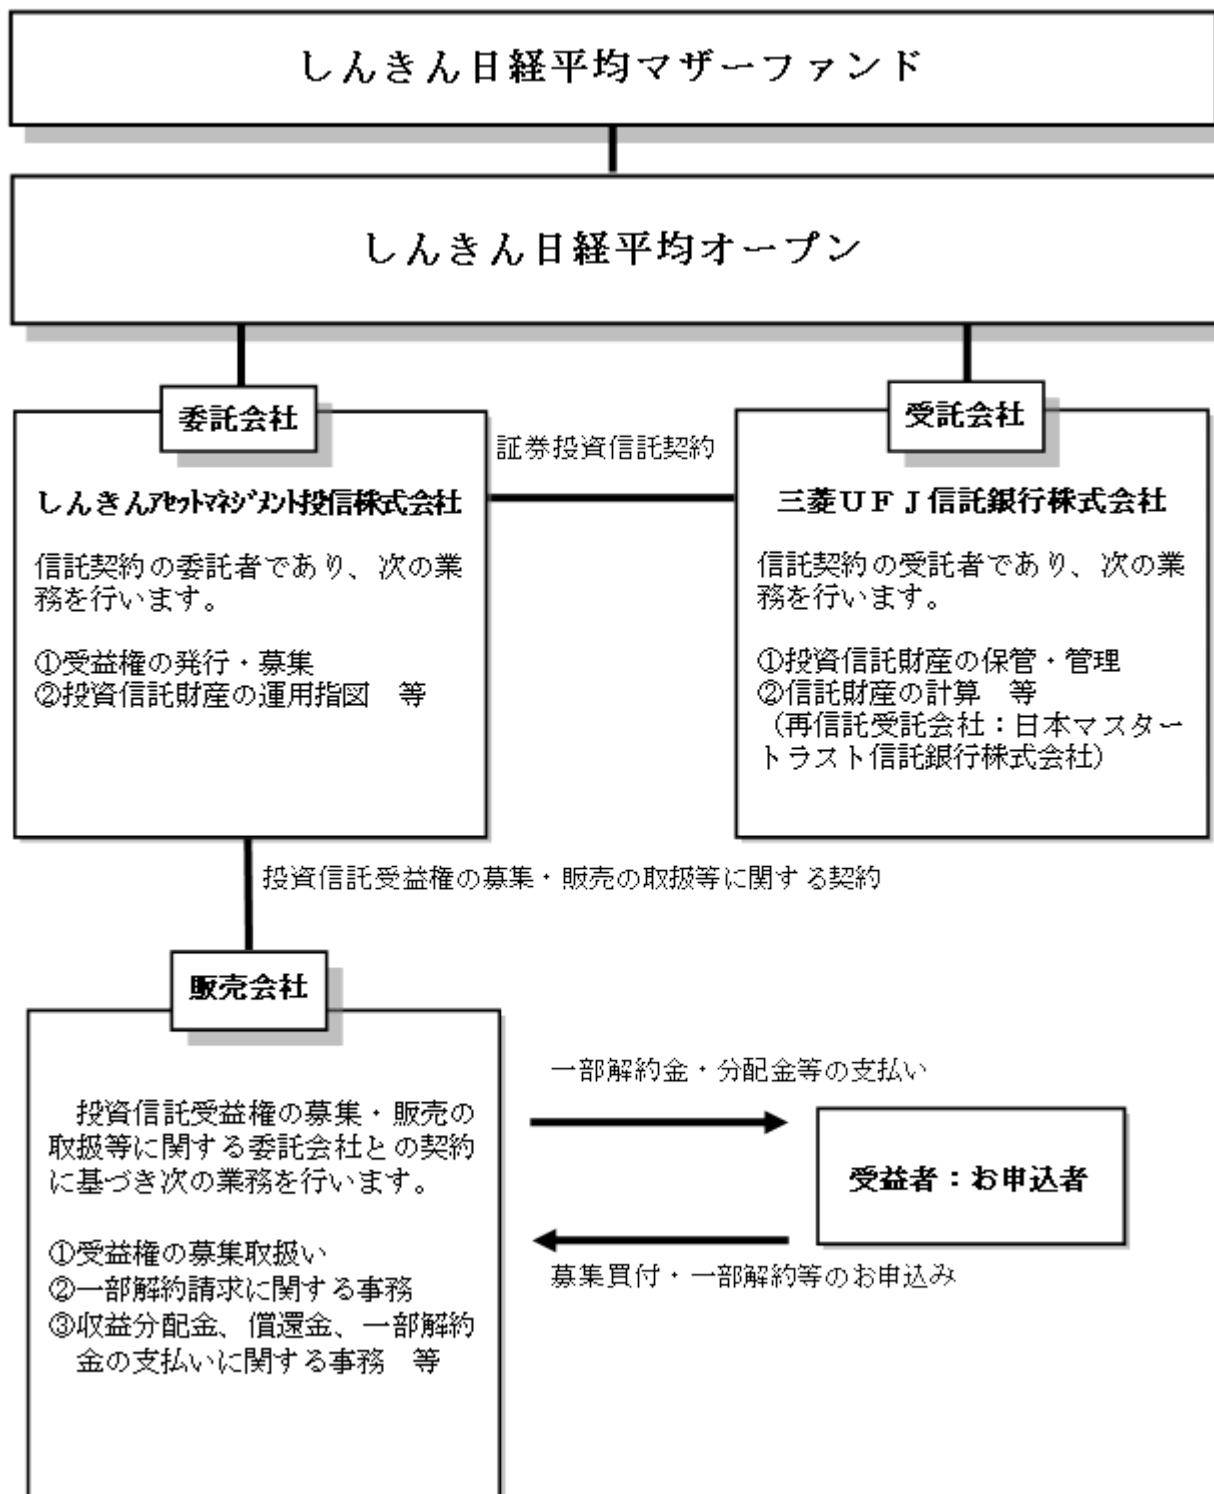 しんきん日経平均マザーファンド
しんきん日経平均オープン
委託会社
しんきんｱｾｯﾄﾏﾈｼﾞﾒﾝﾄ投信株式会社
信託契約の委託者であり、次の業
務を行います。
①受益権の発行・募集
②投資信託財産の運用指図　等
証券投資信託契約
受託会社
三菱ＵＦＪ信託銀行株式会社
信託契約の受託者であり、次の業
務を行います。
①投資信託財産の保管・管理
②信託財産の計算　等
（再信託受託会社：日本マスター
トラスト信託銀行株式会社）
投資信託受益権の募集・販売の取扱等に関する契約
販売会社
投資信託受益権の募集・販売の
取扱等に関する委託会社との契約
に基づき次の業務を行います。
①受益権の募集取扱い
②一部解約請求に関する事務
③収益分配金、償還金、一部解約
金の支払いに関する事務　等
一部解約金・分配金等の支払い
受益者：お申込者
募集買付・一部解約等のお申込み